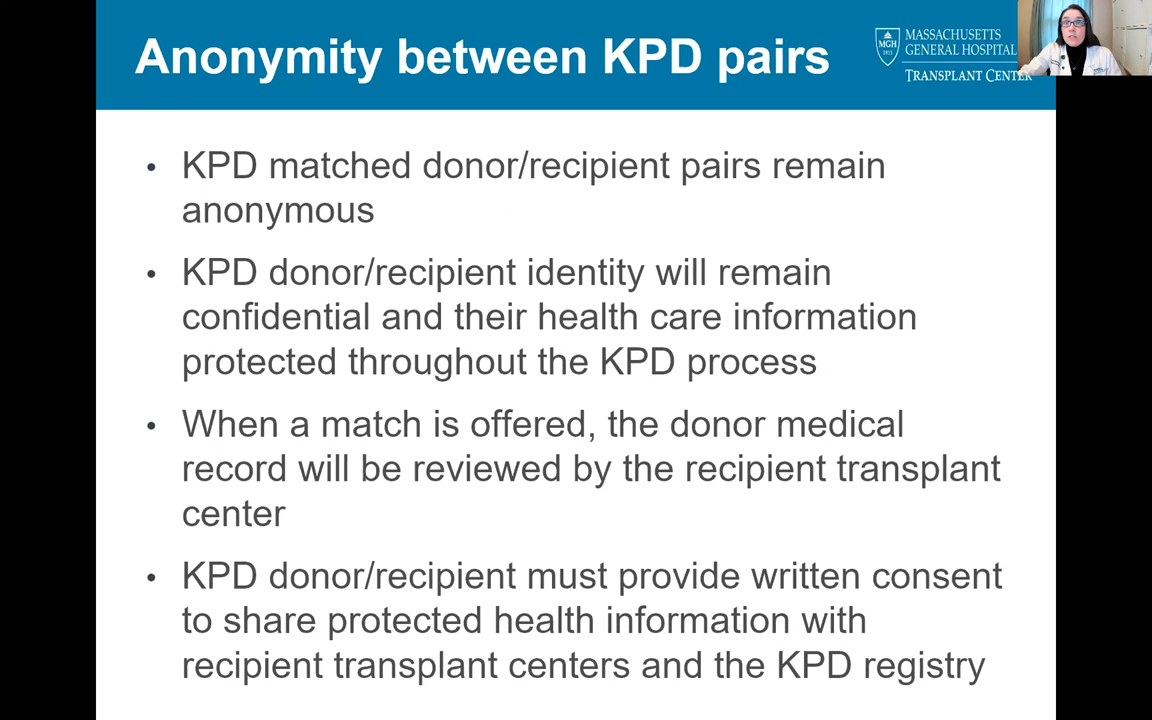 Anonymity between KPD pairs
MGH
1811
MASSACHUSETTS
GENERAL HOSPITAL
TRANSPLANT CENTER
• KPD matched donor/recipient pairs remain
anonymous
• KPD donor/recipient identity will remain
confidential and their health care information
protected throughout the KPD process
• When a match is offered, the donor medical
record will be reviewed by the recipient transplant
center
• KPD donor/recipient must provide written consent
to share protected health information with
recipient transplant centers and the KPD registry